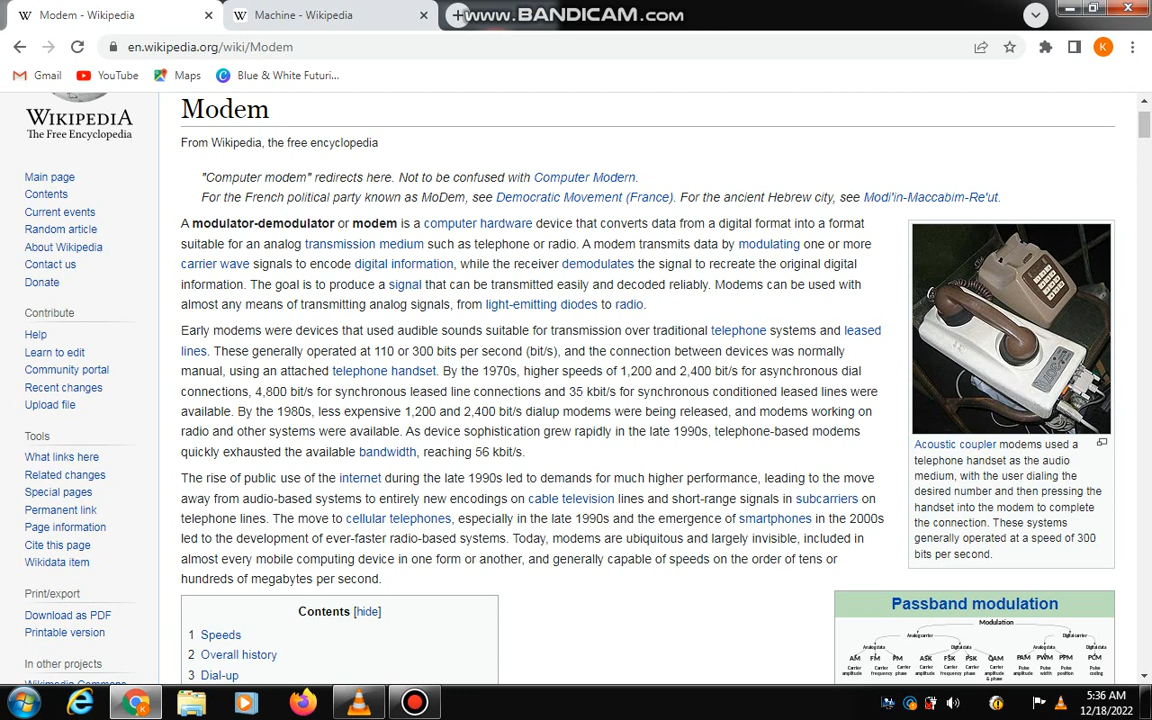 Modem - Wikipedia
Machine - Wikipedia
www.BANDICAM.com
en.wikipedia.org/wiki/Modem
K
Gmail
YouTube
Maps
Blue & White Futuri...
WIKIPEDIA
The Free Encyclopedia
Main page
Contents
Current events
Random article
About Wikipedia
Contact us
Donate
Contribute
Help
Learn to edit
Community portal
Recent changes
Upload file
Tools
What links here
Related changes
Special pages
Permanent link
Page information
Cite this page
Wikidata item
Print/export
Download as PDF
Printable version
In other projects
Wikimedia Commons
Modem
From Wikipedia, the free encyclopedia
"Computer modem" redirects here. Not to be confused with Computer Modern.
For the French political party known as MoDem, see Democratic Movement (France). For the ancient Hebrew city, see Modi'in-Maccabim-Re'ut.
A modulator-demodulator or modem is a computer hardware device that converts data from a digital format into a format
suitable for an analog transmission medium such as telephone or radio. A modem transmits data by modulating one or more
carrier wave signals to encode digital information, while the receiver demodulates the signal to recreate the original digital
information. The goal is to produce a signal that can be transmitted easily and decoded reliably. Modems can be used with
almost any means of transmitting analog signals, from light-emitting diodes to radio.
Early modems were devices that used audible sounds suitable for transmission over traditional telephone systems and leased
lines. These generally operated at 110 or 300 bits per second (bit/s), and the connection between devices was normally
manual, using an attached telephone handset. By the 1970s, higher speeds of 1,200 and 2,400 bit/s for asynchronous dial
connections, 4,800 bit/s for synchronous leased line connections and 35 kbit/s for synchronous conditioned leased lines were
available. By the 1980s, less expensive 1,200 and 2,400 bit/s dialup modems were being released, and modems working on
radio and other systems were available. As device sophistication grew rapidly in the late 1990s, telephone-based modems
quickly exhausted the available bandwidth, reaching 56 kbit/s.
The rise of public use of the internet during the late 1990s led to demands for much higher performance, leading to the move
away from audio-based systems to entirely new encodings on cable television lines and short-range signals in subcarriers on
telephone lines. The move to cellular telephones, especially in the late 1990s and the emergence of smartphones in the 2000s
led to the development of ever-faster radio-based systems. Today, modems are ubiquitous and largely invisible, included in
almost every mobile computing device in one form or another, and generally capable of speeds on the order of tens or
hundreds of megabytes per second.
Contents [hide]
1 Speeds
2 Overall history
3 Dial-up
Acoustic coupler modems used a
telephone handset as the audio
medium, with the user dialing the
desired number and then pressing the
handset into the modem to complete
the connection. These systems
generally operated at a speed of 300
bits per second.
Passband modulation
Modulation
Analog carrier
Digital carrier
Analog data
Digital data
Analog data
Digital data
AM FM PM ASK FSK PSK QAM PAM PWM PPM PCM
5:36 AM
12/18/2022